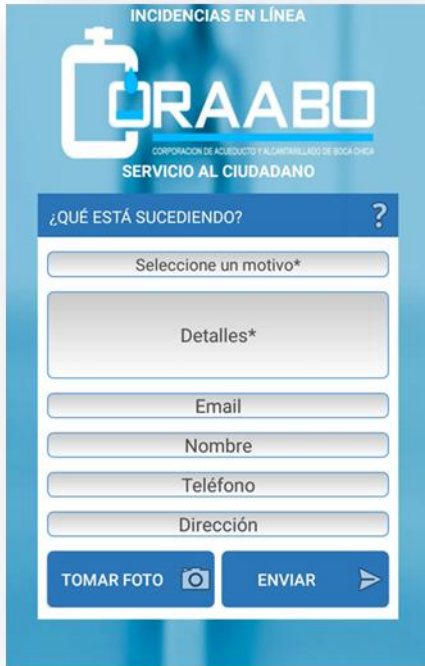 INCIDENCIAS EN LÍNEA
CORAABO
CORPORACION DE ACUEDUCTO Y ALCANTARILLADO DE BOCA CHICA
SERVICIO AL CIUDADANO
¿QUÉ ESTÁ SUCEDIENDO? ?
Seleccione un motivo*
Detalles*
Email
Nombre
Teléfono
Dirección
TOMAR FOTO ENVIAR